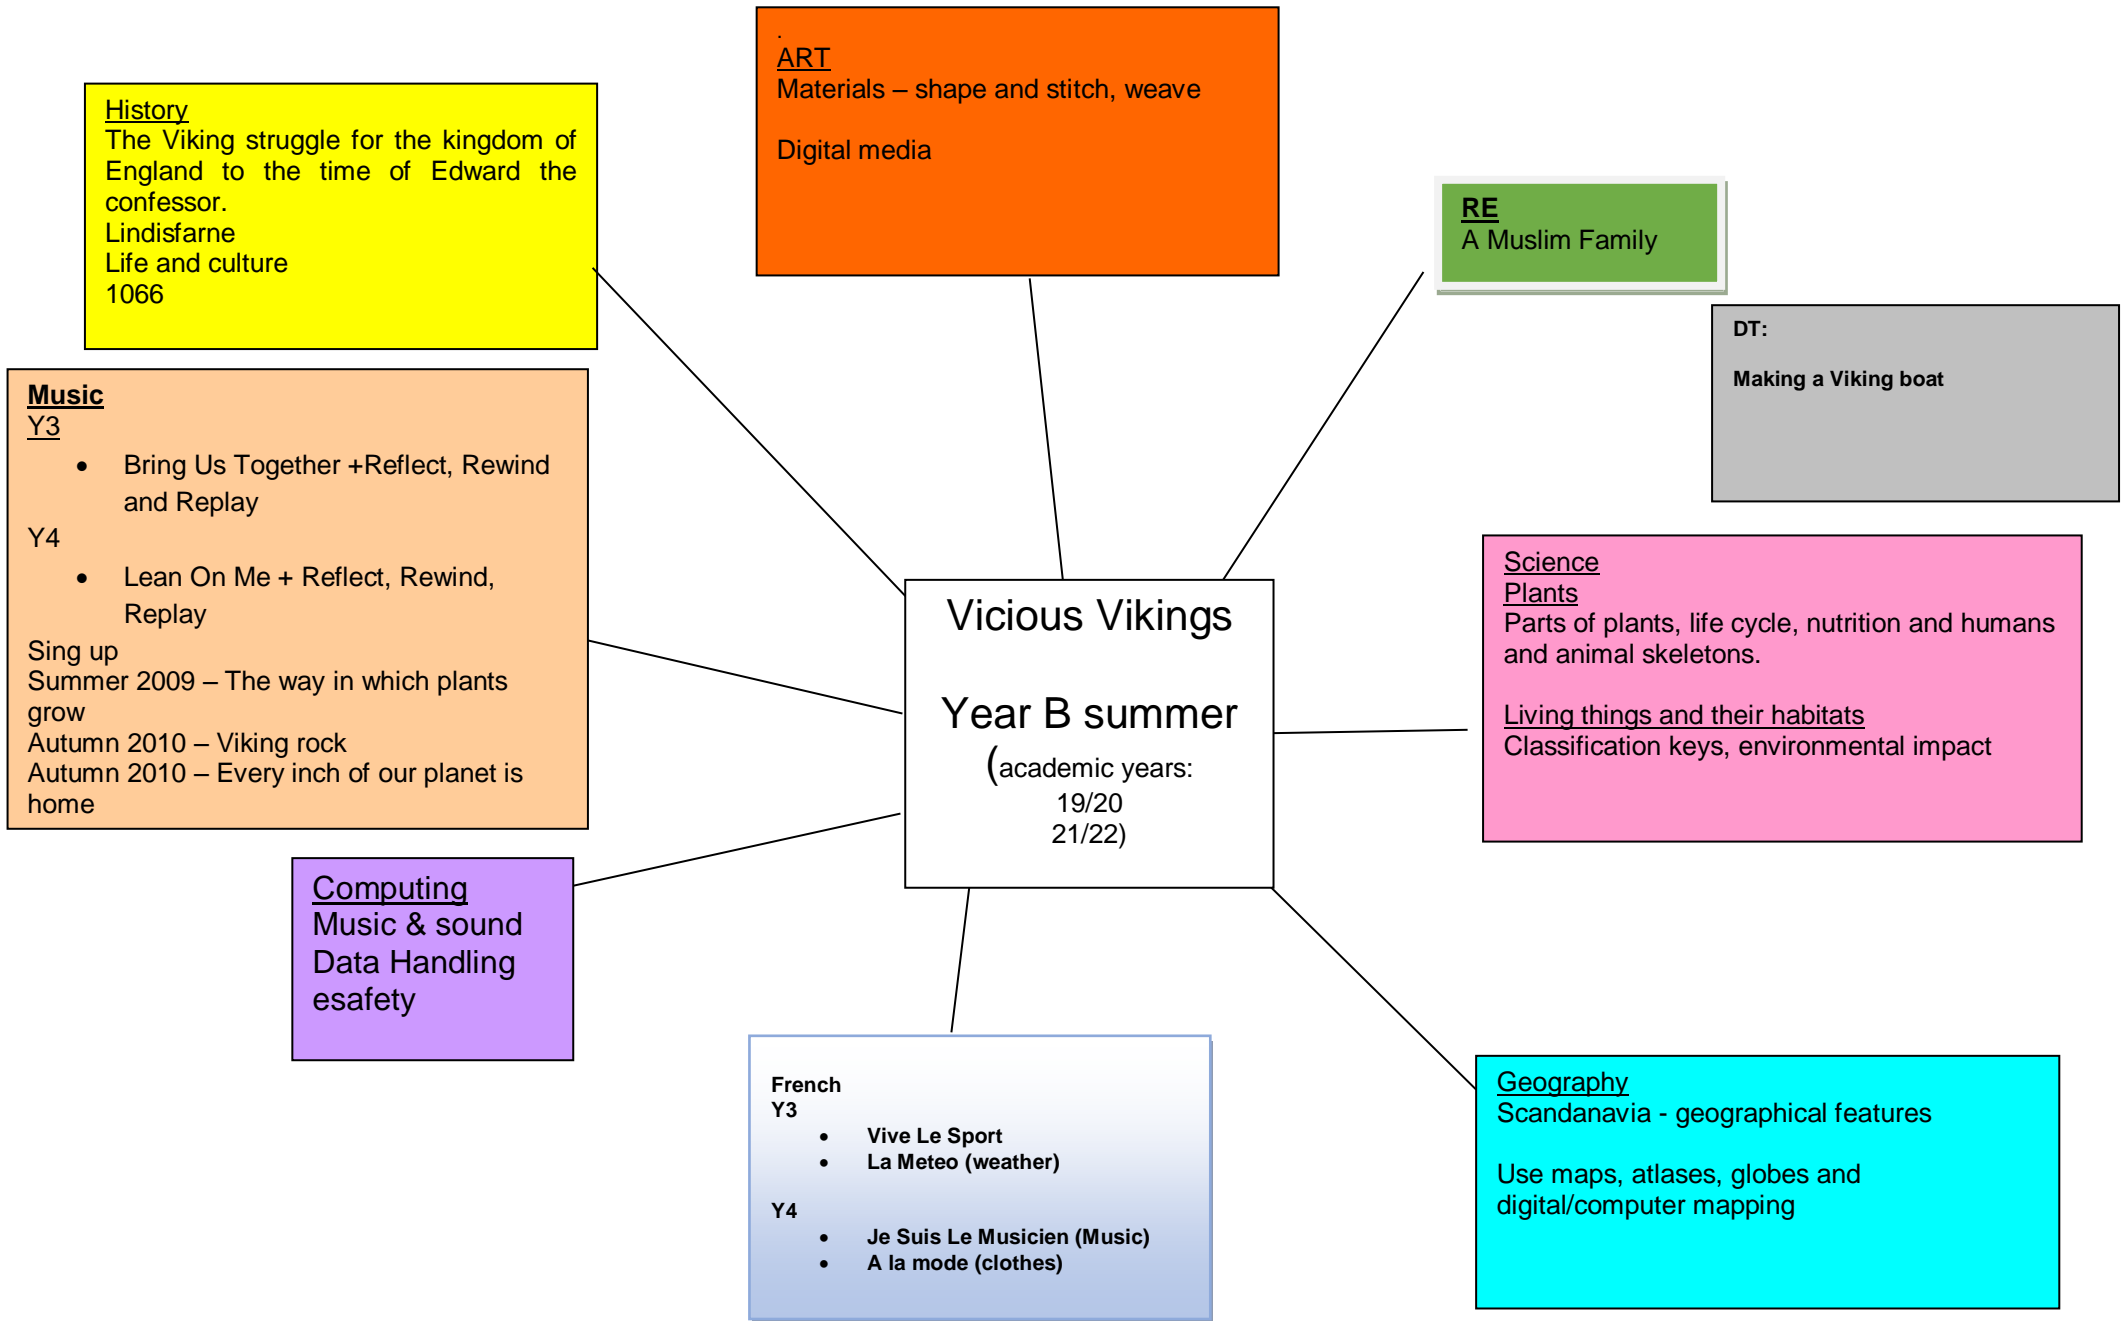 .
ART
Materials – shape and stitch, weave
Digital media
History
The Viking struggle for the kingdom of
England to the time of Edward the
confessor.
Lindisfarne
Life and culture
1066
RE
A Muslim Family
DT:
Making a Viking boat
Music
Y3
• Bring Us Together +Reflect, Rewind
and Replay
Y4
• Lean On Me + Reflect, Rewind,
Replay
Sing up
Summer 2009 – The way in which plants
grow
Autumn 2010 – Viking rock
Autumn 2010 – Every inch of our planet is
home
Vicious Vikings
Year B summer
(academic years:
19/20
21/22)
Science
Plants
Parts of plants, life cycle, nutrition and humans
and animal skeletons.
Living things and their habitats
Classification keys, environmental impact
Computing
Music & sound
Data Handling
esafety
French
Y3
• Vive Le Sport
• La Meteo (weather)
Y4
• Je Suis Le Musicien (Music)
• A la mode (clothes)
Geography
Scandanavia - geographical features
Use maps, atlases, globes and
digital/computer mapping